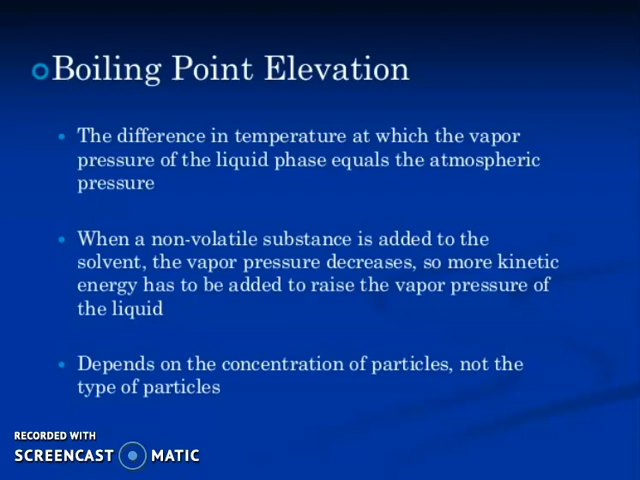 Boiling Point Elevation
The difference in temperature at which the vapor
pressure of the liquid phase equals the atmospheric
pressure
When a non-volatile substance is added to the
solvent, the vapor pressure decreases, so more kinetic
energy has to be added to raise the vapor pressure of
the liquid
Depends on the concentration of particles, not the
type of particles
RECORDED WITH
SCREENCAST MATIC